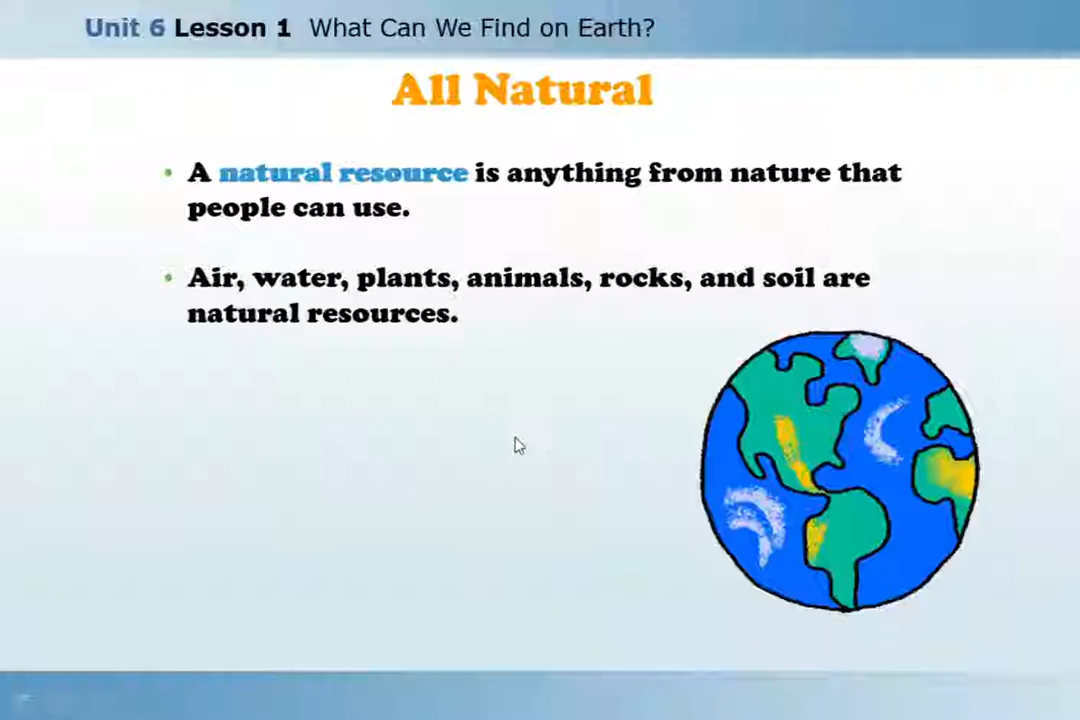 Unit 6 Lesson 1 What Can We Find on Earth?
All Natural
• A natural resource is anything from nature that
people can use.
• Air, water, plants, animals, rocks, and soil are
natural resources.